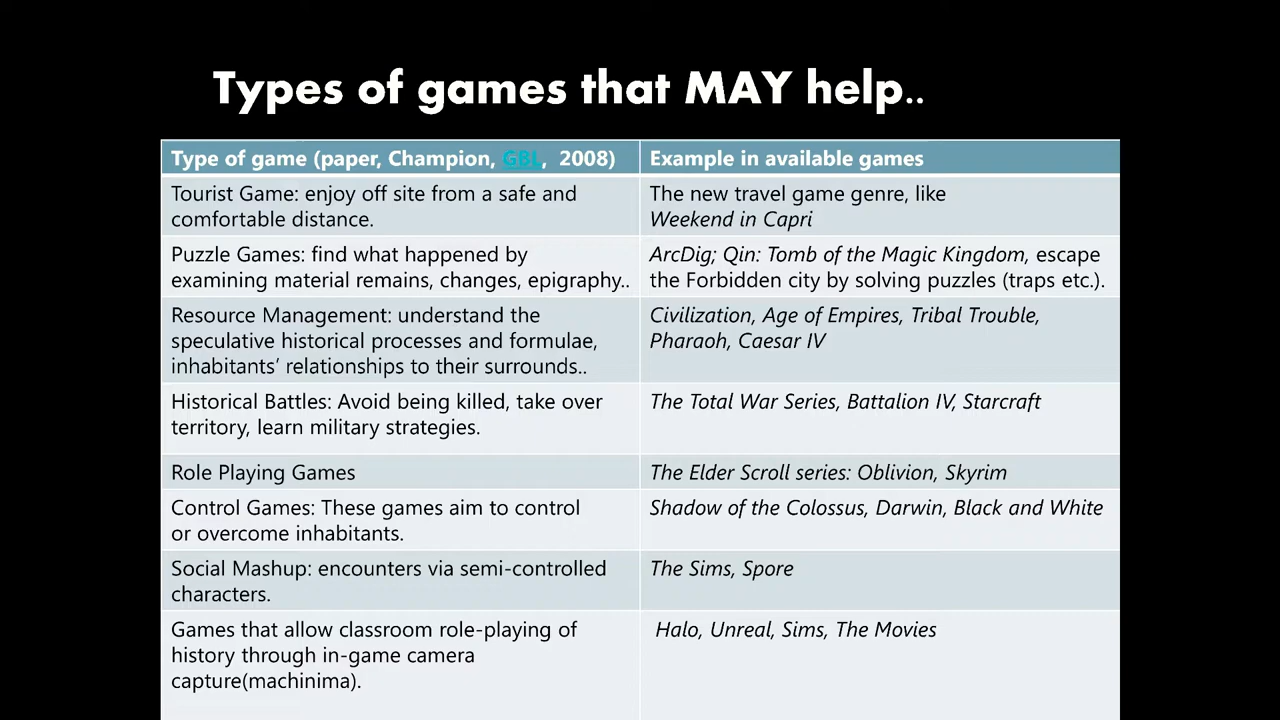 Types of games that MAY help..
Type of game (paper, Champion, GBL, 2008)
Example in available games
Tourist Game: enjoy off site from a safe and
comfortable distance.
The new travel game genre, like
Weekend in Capri
Puzzle Games: find what happened by
examining material remains, changes, epigraphy..
ArcDig; Qin: Tomb of the Magic Kingdom, escape
the Forbidden city by solving puzzles (traps etc.).
Resource Management: understand the
speculative historical processes and formulae,
inhabitants’ relationships to their surrounds..
Civilization, Age of Empires, Tribal Trouble,
Pharaoh, Caesar IV
Historical Battles: Avoid being killed, take over
territory, learn military strategies.
The Total War Series, Battalion IV, Starcraft
Role Playing Games
The Elder Scroll series: Oblivion, Skyrim
Control Games: These games aim to control
or overcome inhabitants.
Shadow of the Colossus, Darwin, Black and White
Social Mashup: encounters via semi-controlled
characters.
The Sims, Spore
Games that allow classroom role-playing of
history through in-game camera
capture(machinima).
Halo, Unreal, Sims, The Movies